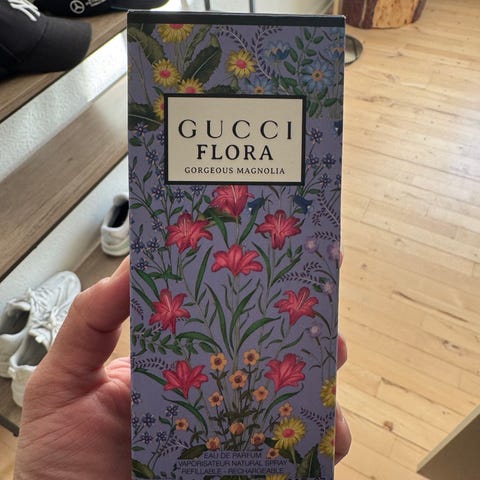 GUCCI
FLORA
GORGEOUS MAGNOLIA
EAU DE PARFUM
VAPORISATEUR NATURAL SPRAY
REFILLABLE - RECHARGEABLE